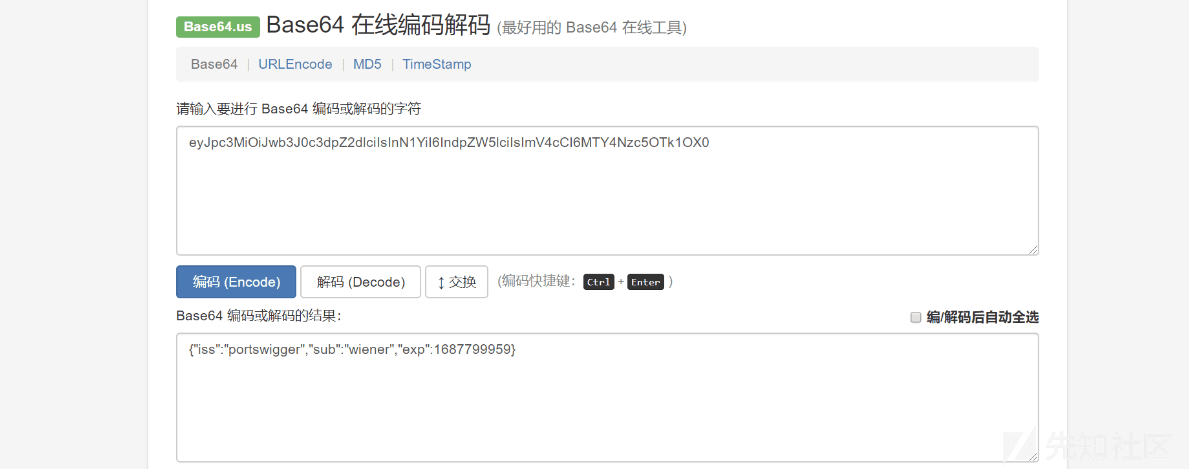 Base64.us Base64 在线编码解码 (最好用的 Base64 在线工具)
Base64 | URLEncode | MD5 | TimeStamp
请输入要进行 Base64 编码或解码的字符
eyJpc3MiOiJwb3J0c3dpZ2dlciIsInN1YiI6IndpZW5lciIsImV4cCI6MTY4Nzc5OTk1OX0
编码 (Encode) 解码 (Decode) ↕ 交换 (编码快捷键: Ctrl + Enter )
Base64 编码或解码的结果: 编/解码后自动全选
{"iss":"portswigger","sub":"wiener","exp":1687799959}
先知社区